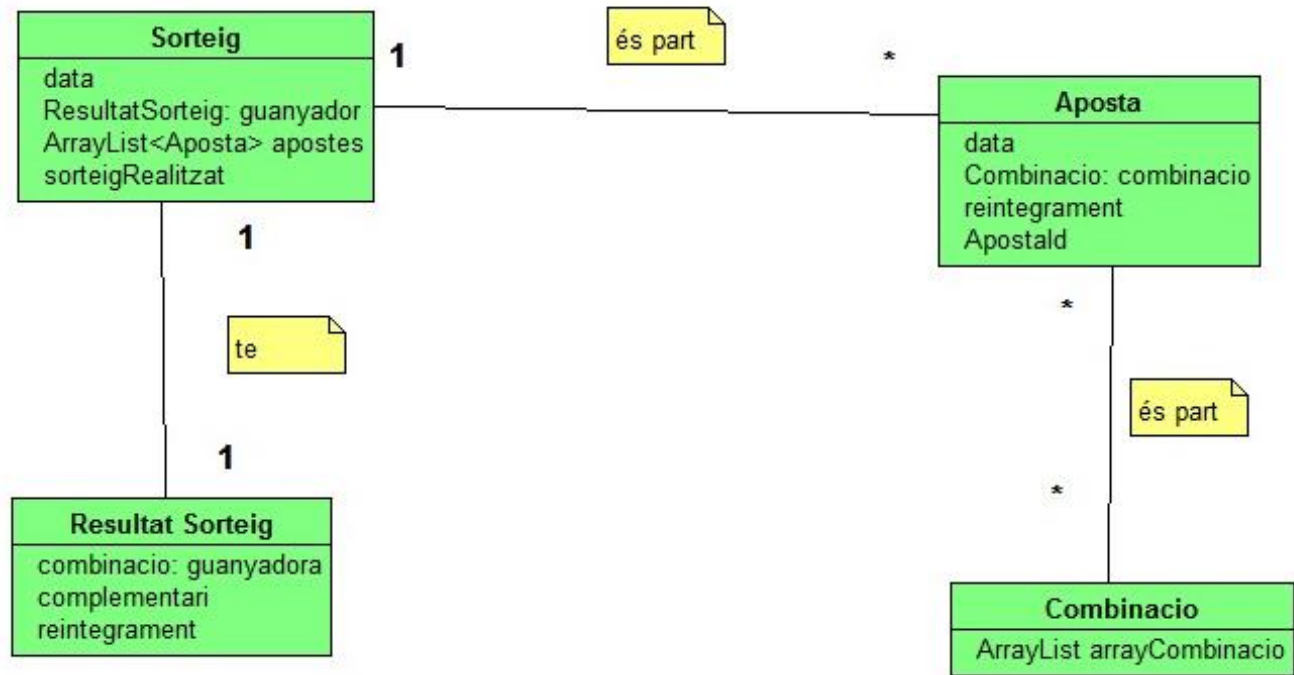 Sorteig
data
ResultatSorteig: guanyador
ArrayList<Aposta> apostes
sorteigRealitzat
1
és part
*
Aposta
data
Combinacio: combinacio
reintegrament
ApostaId
1
te
1
*
és part
*
Resultat Sorteig
combinacio: guanyadora
complementari
reintegrament
Combinacio
ArrayList arrayCombinacio